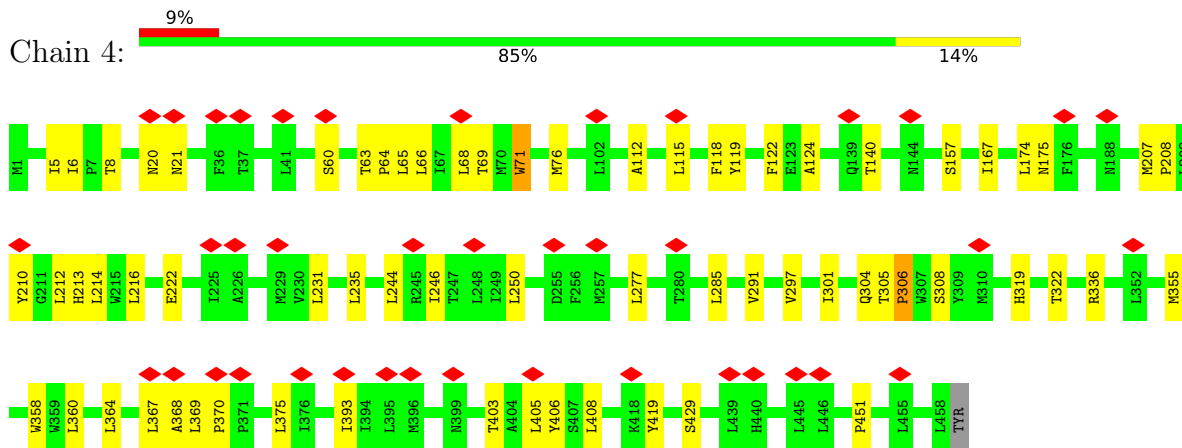 9%
Chain 4:
85% 14%
M1 I5 I6 P7 T8 N20 N21 F36 T37 L41 S60 T63 P64 L65 L66 I67 L68 T69 M70 W71 M76 L102 A112 L115 F118 Y119 F122 E123 A124 Q139 T140 N144 S157 I167 L174 N175 F176 N188 M207 P208
Y210 G211 L212 H213 L214 W215 L216 E222 I225 A226 M229 V230 L231 L235 L244 R245 I246 T247 L248 I249 L250 D255 F256 M257 L277 T280 L285 V291 V297 I301 Q304 T305 P306 W307 S308 Y309 M310 H319 T322 R336 L352 M355
W358 W359 L360 L364 L367 A368 L369 P370 P371 L375 I376 I393 I394 L395 M396 N399 T403 A404 L405 Y406 S407 L408 K418 Y419 S429 L439 H440 L445 L446 P451 L455 L458 TYR